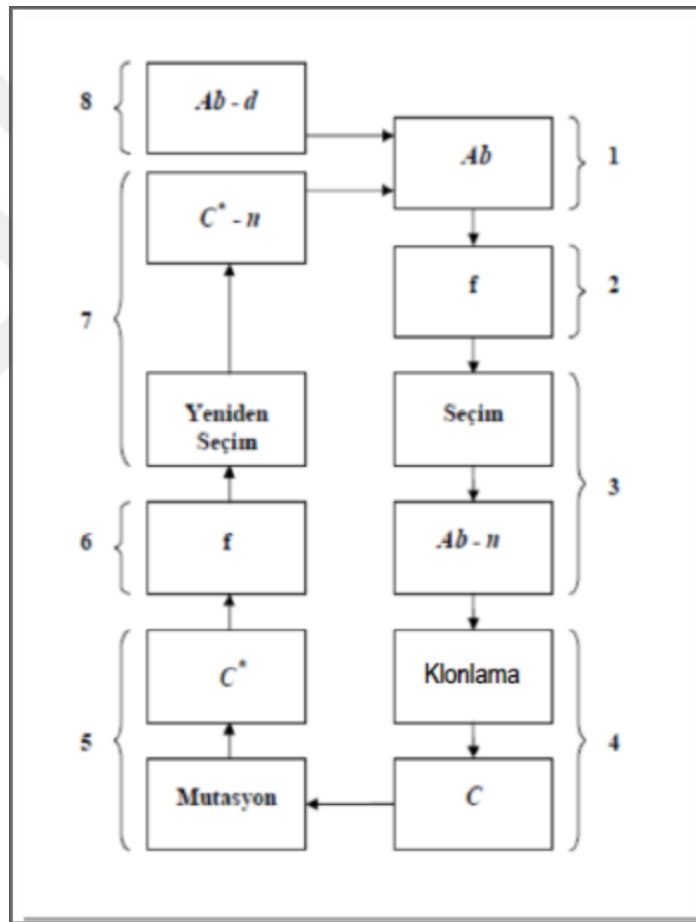 8
Ab - d
Ab
1
C* - n
f
2
7
Yeniden
Seçim
Seçim
3
6
f
Ab - n
5
C*
Klonlama
4
Mutasyon
C